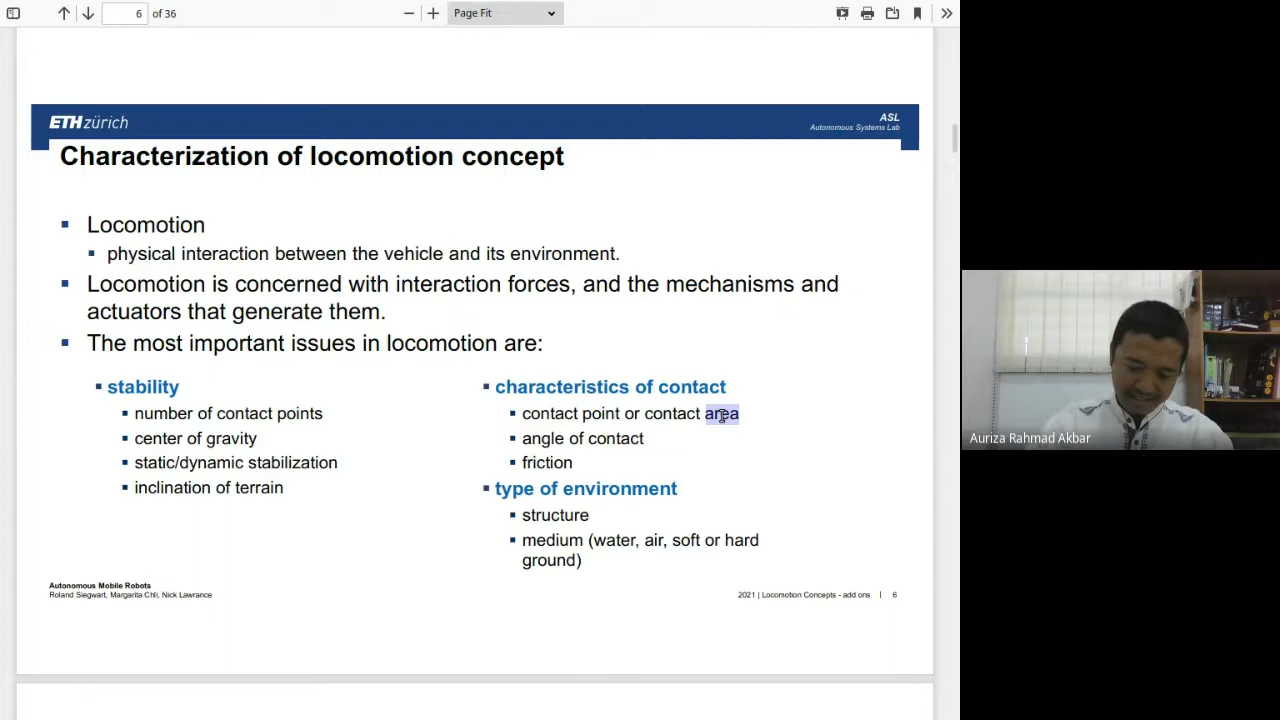 6 of 36
Page Fit
ETH zürich
ASL
Autonomous Systems Lab
Characterization of locomotion concept
Locomotion
physical interaction between the vehicle and its environment.
Locomotion is concerned with interaction forces, and the mechanisms and
actuators that generate them.
The most important issues in locomotion are:
stability
number of contact points
center of gravity
static/dynamic stabilization
inclination of terrain
characteristics of contact
contact point or contact area
angle of contact
friction
type of environment
structure
medium (water, air, soft or hard
ground)
Autonomous Mobile Robots
Roland Siegwart, Margarita Chli, Nick Lawrance
2021 | Locomotion Concepts - add ons | 6
Auriza Rahmad Akbar